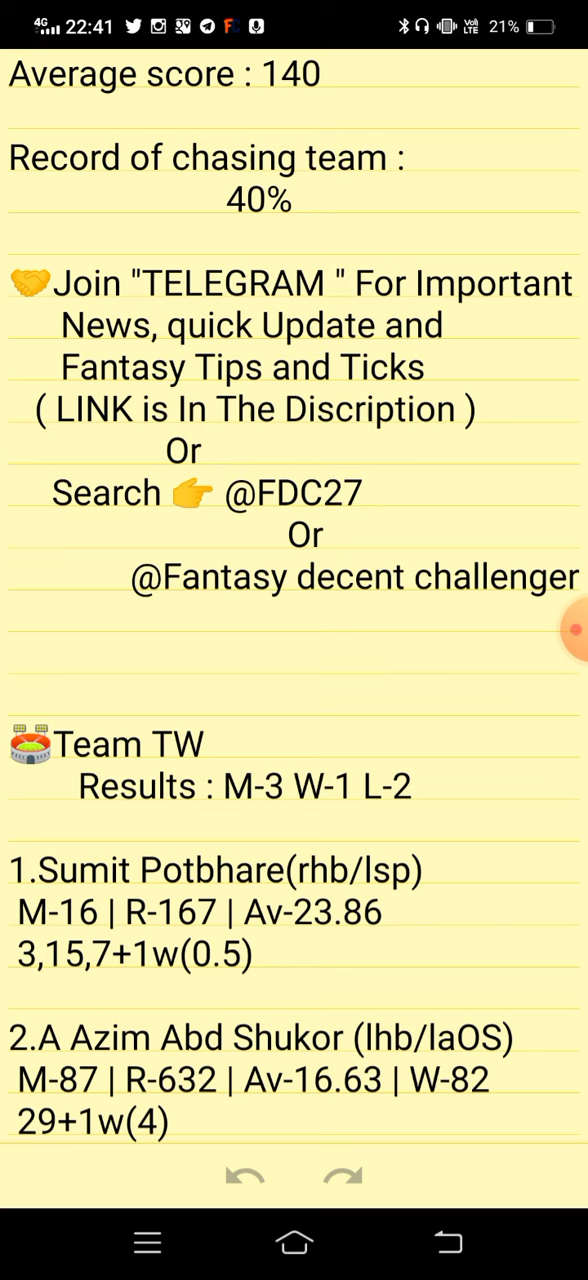 4G 22:41 VoI LTE 21%
Average score : 140
Record of chasing team :
40%
🤝Join "TELEGRAM " For Important
News, quick Update and
Fantasy Tips and Ticks
( LINK is In The Discription )
Or
Search 👉 @FDC27
Or
@Fantasy decent challenger
🏟️Team TW
Results : M-3 W-1 L-2
1.Sumit Potbhare(rhb/lsp)
M-16 | R-167 | Av-23.86
3,15,7+1w(0.5)
2.A Azim Abd Shukor (lhb/laOS)
M-87 | R-632 | Av-16.63 | W-82
29+1w(4)